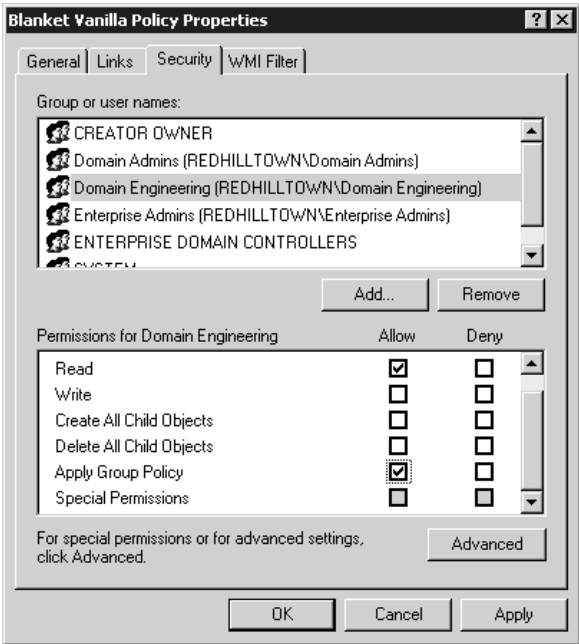 Blanket Vanilla Policy Properties
General Links Security WMI Filter
Group or user names:
CREATOR OWNER
Domain Admins (REDHILLTOWN\Domain Admins)
Domain Engineering (REDHILLTOWN\Domain Engineering)
Enterprise Admins (REDHILLTOWN\Enterprise Admins)
ENTERPRISE DOMAIN CONTROLLERS
SYSTEM
Add... Remove
Permissions for Domain Engineering Allow Deny
Read
Write
Create All Child Objects
Delete All Child Objects
Apply Group Policy
Special Permissions
For special permissions or for advanced settings,
click Advanced.
Advanced
OK Cancel Apply